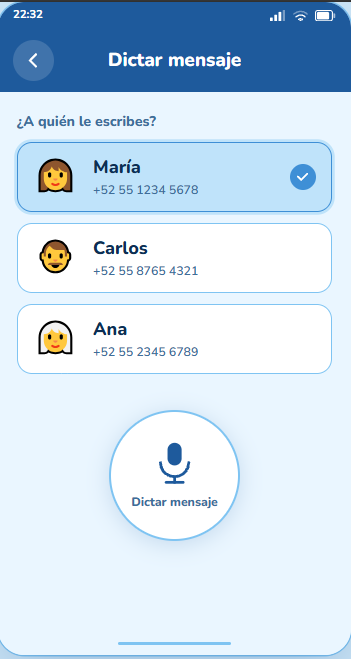 22:32
Dictar mensaje
¿A quién le escribes?
María
+52 55 1234 5678
Carlos
+52 55 8765 4321
Ana
+52 55 2345 6789
Dictar mensaje